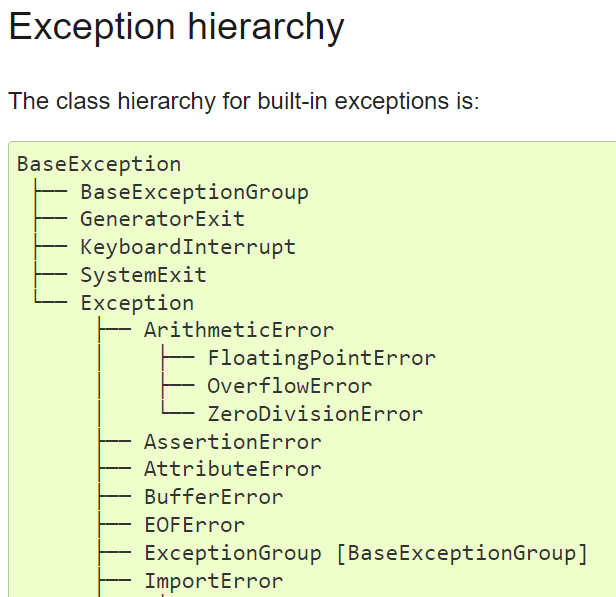 Exception hierarchy
The class hierarchy for built-in exceptions is:
BaseException
├── BaseExceptionGroup
├── GeneratorExit
├── KeyboardInterrupt
├── SystemExit
└── Exception
├── ArithmeticError
│    ├── FloatingPointError
│    ├── OverflowError
│    └── ZeroDivisionError
├── AssertionError
├── AttributeError
├── BufferError
├── EOFError
├── ExceptionGroup [BaseExceptionGroup]
├── ImportError